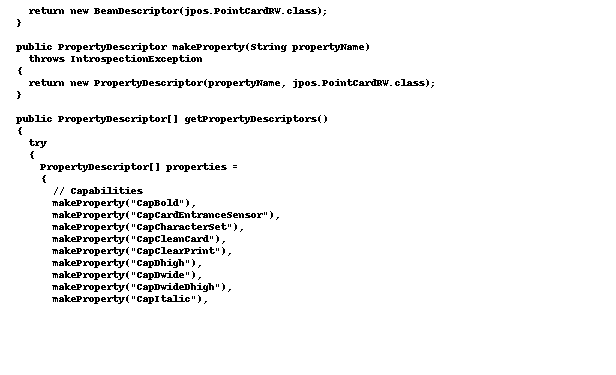 return new BeanDescriptor(jpos.PointCardRW.class);
}
public PropertyDescriptor makeProperty(String propertyName)
throws IntrospectionException
{
return new PropertyDescriptor(propertyName, jpos.PointCardRW.class);
}
public PropertyDescriptor[] getPropertyDescriptors()
{
try
{
PropertyDescriptor[] properties =
{
// Capabilities
makeProperty("CapBold"),
makeProperty("CapCardEntranceSensor"),
makeProperty("CapCharacterSet"),
makeProperty("CapCleanCard"),
makeProperty("CapClearPrint"),
makeProperty("CapDhigh"),
makeProperty("CapDwide"),
makeProperty("CapDwideDhigh"),
makeProperty("CapItalic"),